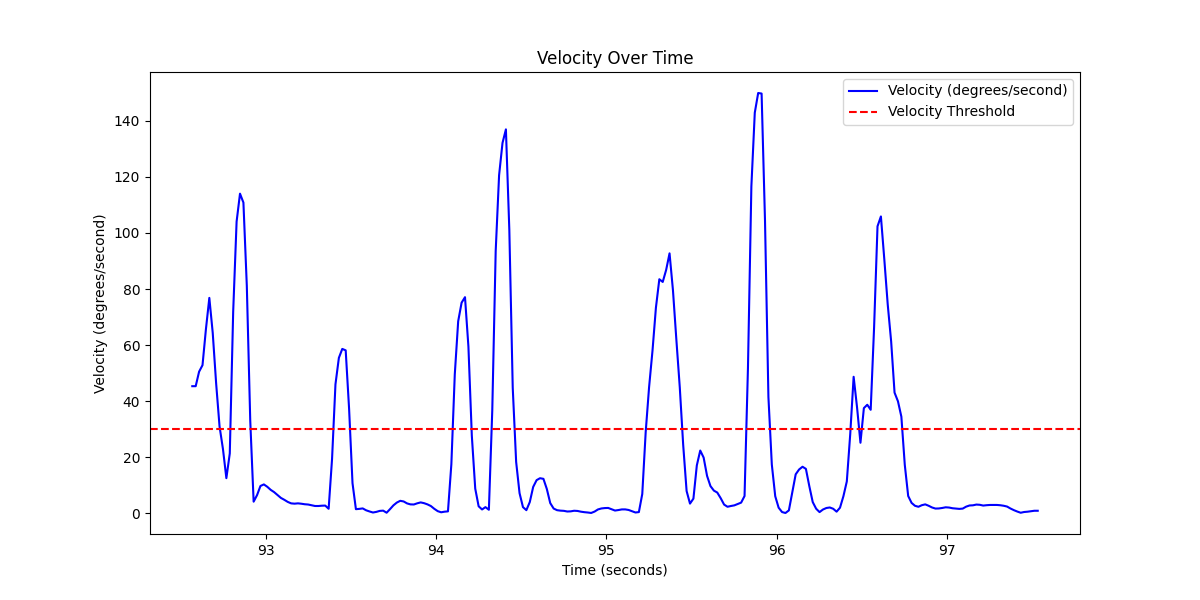 Velocity Over Time
Velocity (degrees/second)
Velocity Threshold
Velocity (degrees/second)
140
120
100
80
60
40
20
0
93
94
95
96
97
Time (seconds)